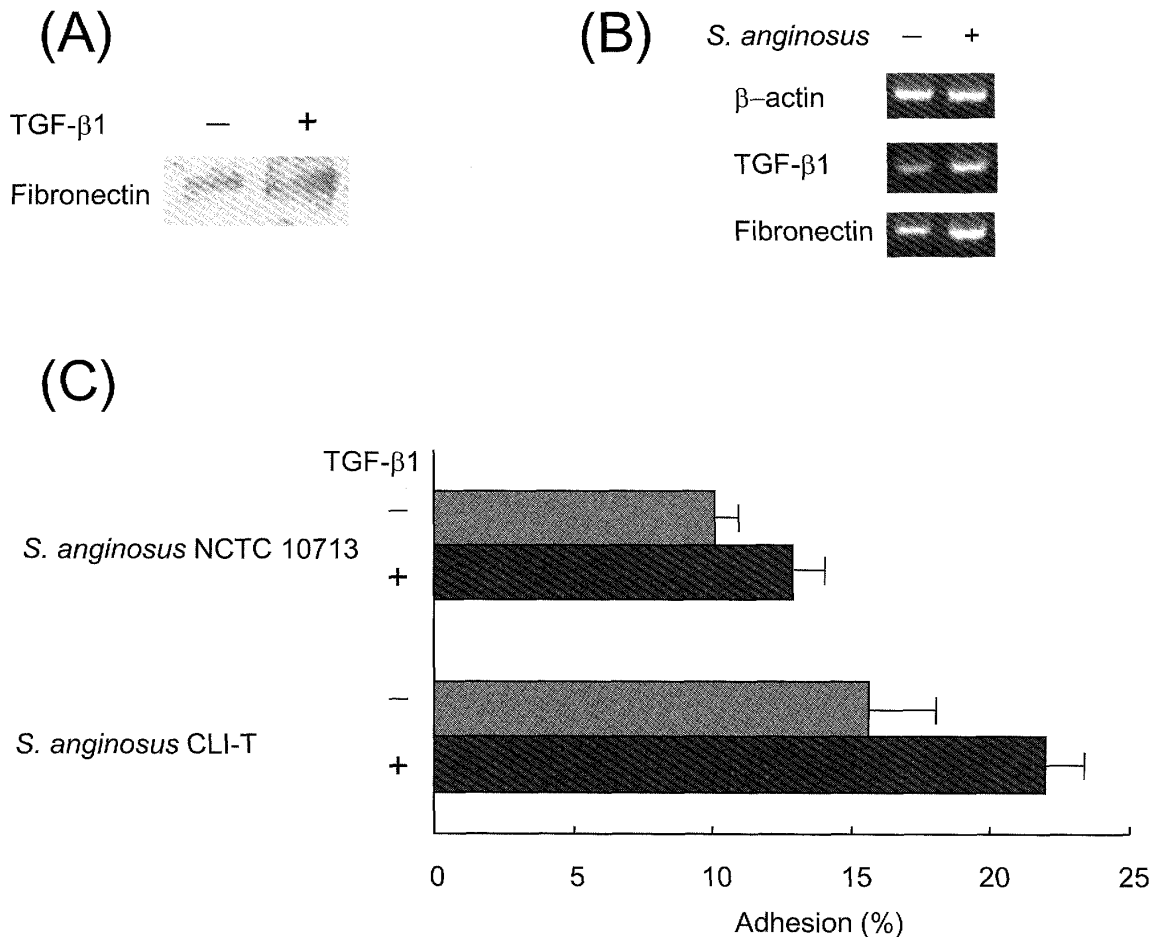 (A)
TGF-β1 – +
Fibronectin
(B)
S. anginosus – +
β–actin
TGF-β1
Fibronectin
(C)
TGF-β1
–
S. anginosus NCTC 10713
+
–
S. anginosus CLI-T
+
0 5 10 15 20 25
Adhesion (%)